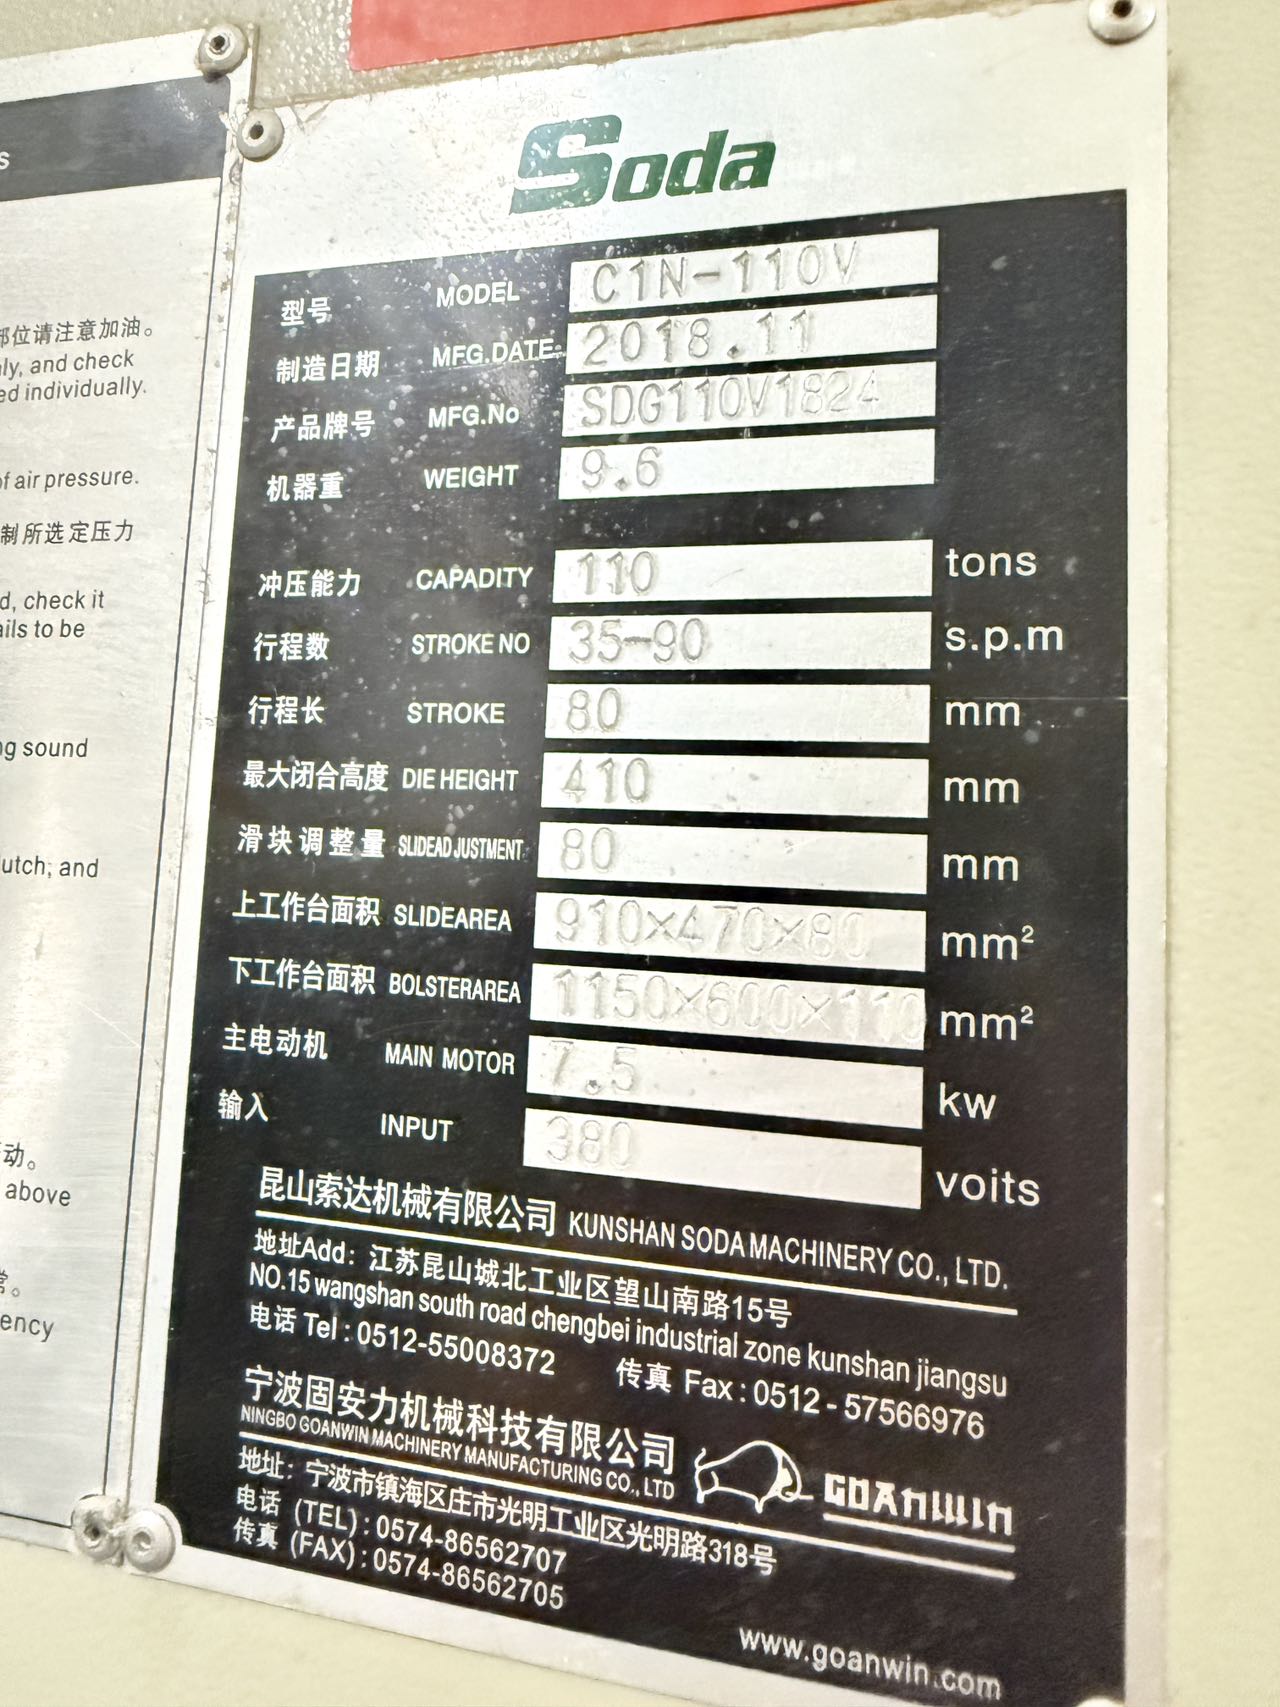 s
部位请注意加油。
ly, and check
ed individually.
of air pressure.
制所选定压力
d, check it
ails to be
ng sound
utch, and
动。
above
常。
ency
Soda
型号 MODEL C1N-110V
制造日期 MFG.DATE 2018.11
产品牌号 MFG.No SDG110V1824
机器重 WEIGHT 9.6
冲压能力 CAPADITY 110 tons
行程数 STROKE NO 35-90 s.p.m
行程长 STROKE 80 mm
最大闭合高度 DIE HEIGHT 410 mm
滑块调整量 SLIDEADJUSTMENT 80 mm
上工作台面积 SLIDEAREA 910×470×80 mm²
下工作台面积 BOLSTERAREA 1150×600×110 mm²
主电动机 MAIN MOTOR 7.5 kw
输入 INPUT 380 voits
昆山索达机械有限公司 KUNSHAN SODA MACHINERY CO., LTD.
地址Add: 江苏昆山城北工业区望山南路15号
NO.15 wangshan south road chengbei industrial zone kunshan jiangsu
电话 Tel : 0512-55008372 传真 Fax : 0512 - 57566976
宁波固安力机械科技有限公司
NINGBO GOANWIN MACHINERY MANUFACTURING CO., LTD
GOANWIN
地址: 宁波市镇海区庄市光明工业区光明路318号
电话 (TEL) : 0574-86562707
传真 (FAX) : 0574-86562705
www.goanwin.com